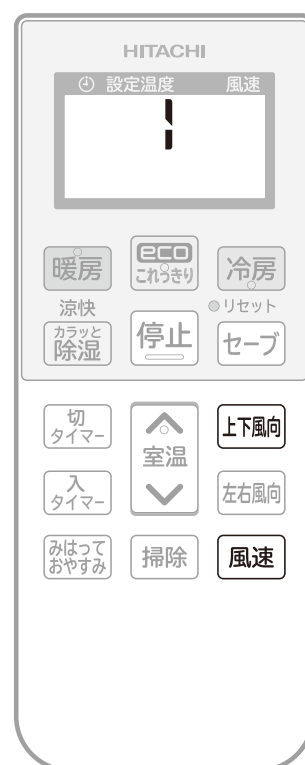 HITACHI
設定温度 風速
1
暖房 eco これっきり 冷房
涼快 リセット
カラッと除湿 停止 セーブ
切タイマー 室温 上下風向
入タイマー 左右風向
みはっておやすみ 掃除 風速